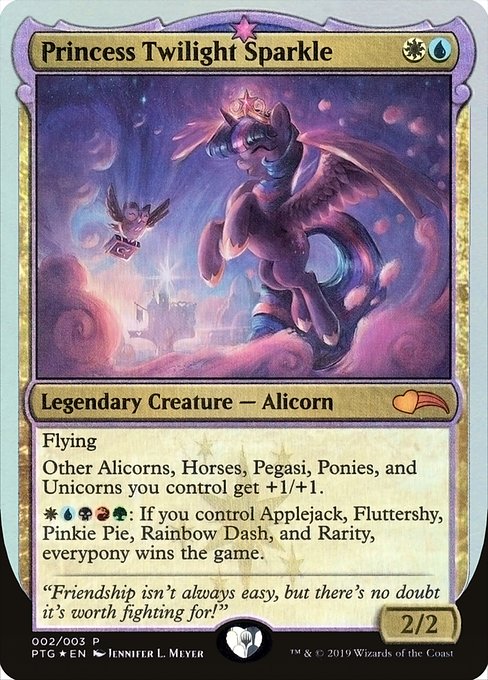 Princess Twilight Sparkle
Legendary Creature — Alicorn
Flying
Other Alicorns, Horses, Pegasi, Ponies, and
Unicorns you control get +1/+1.
: If you control Applejack, Fluttershy,
Pinkie Pie, Rainbow Dash, and Rarity,
everypony wins the game.
“Friendship isn’t always easy, but there’s no doubt
it’s worth fighting for!”
2/2
002/003 P
PTG ★ EN Jennifer L. Meyer
™ & © 2019 Wizards of the Coast